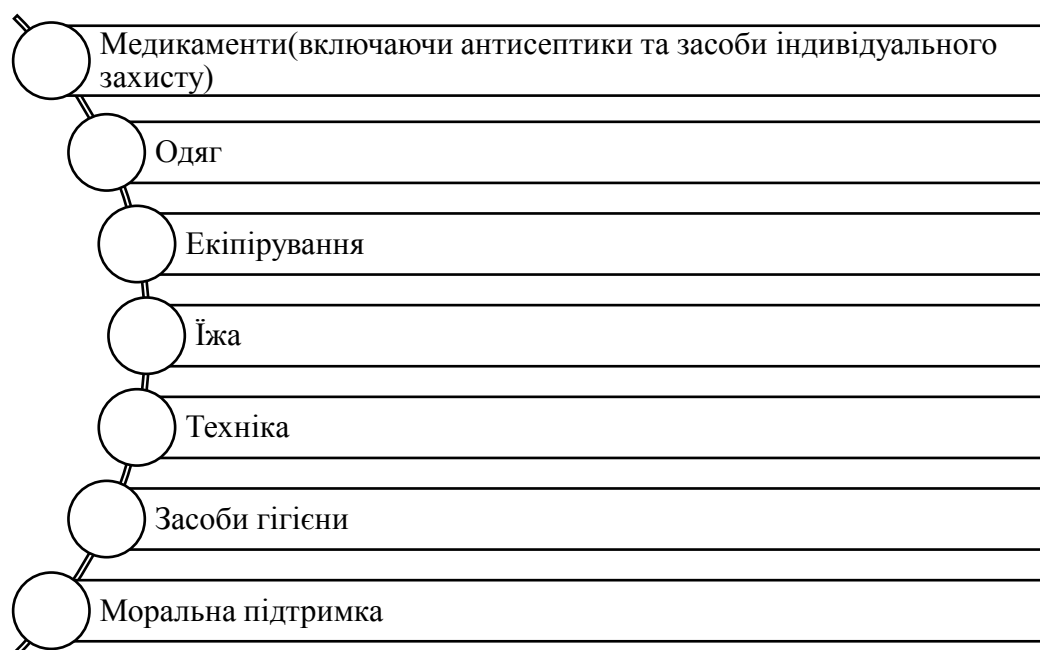 Медикаменти(включаючи антисептики та засоби індивідуального
захисту)
Одяг
Екіпірування
Їжа
Техніка
Засоби гігієни
Моральна підтримка